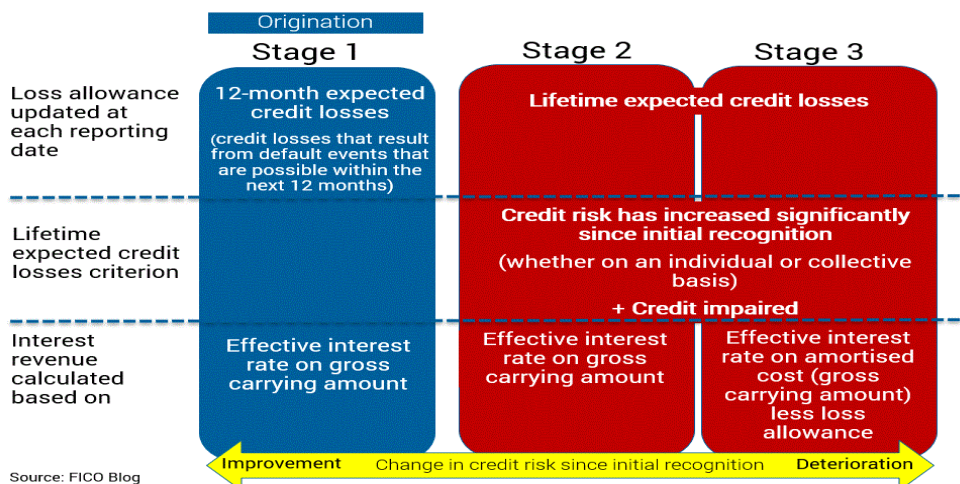 Origination
Stage 1
Stage 2
Stage 3
Loss allowance
updated at
each reporting
date
12-month expected
credit losses
(credit losses that result
from default events that
are possible within the
next 12 months)
Lifetime expected credit losses
Lifetime
expected credit
losses criterion
Credit risk has increased significantly
since initial recognition
(whether on an individual or collective
basis)
+ Credit impaired
Interest
revenue
calculated
based on
Effective interest
rate on gross
carrying amount
Effective interest
rate on gross
carrying amount
Effective interest
rate on amortised
cost (gross
carrying amount)
less loss
allowance
Improvement
Change in credit risk since initial recognition
Deterioration
Source: FICO Blog